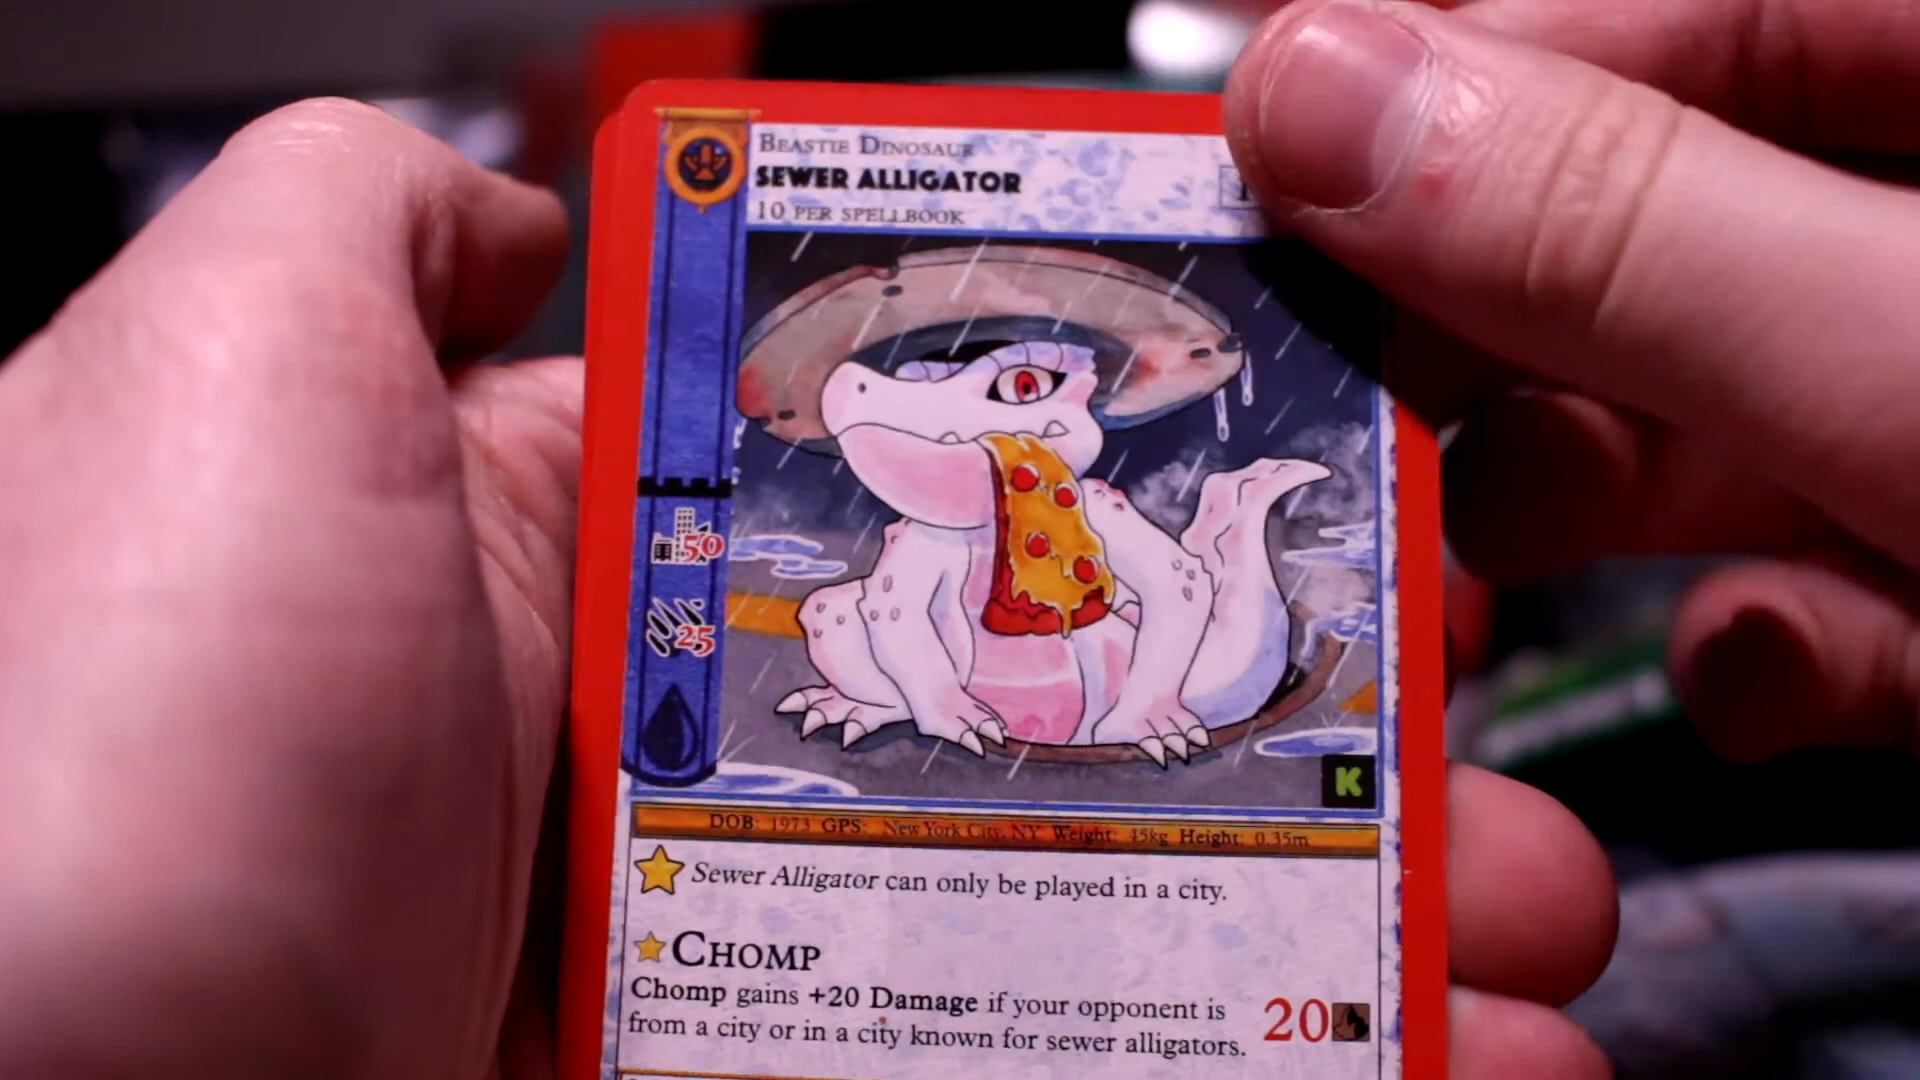 BEASTIE DINOSAUR
SEWER ALLIGATOR
10 PER SPELLBOOK
50
25
K
DOB: 1973 GPS: New York City, NY Weight: 45kg Height: 0.35m
Sewer Alligator can only be played in a city.
CHOMP
Chomp gains +20 Damage if your opponent is
from a city or in a city known for sewer alligators.
20